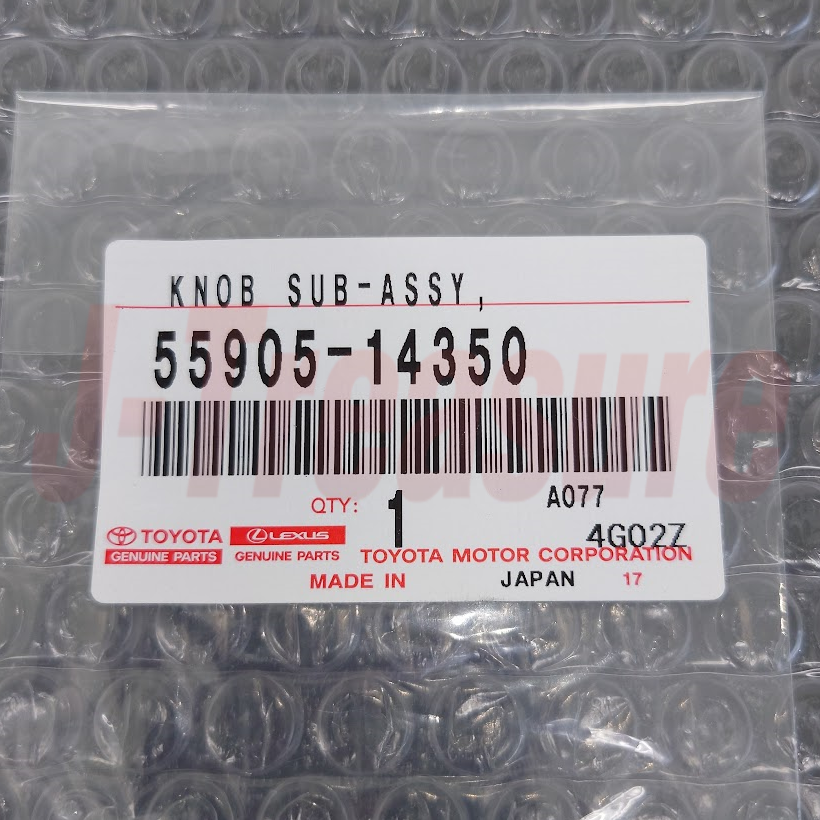 KNOB SUB-ASSY,
55905-14350
J-Treasure
QTY: 1 A077
4G02Z
TOYOTA LEXUS
GENUINE PARTS GENUINE PARTS TOYOTA MOTOR CORPORATION
MADE IN JAPAN 17